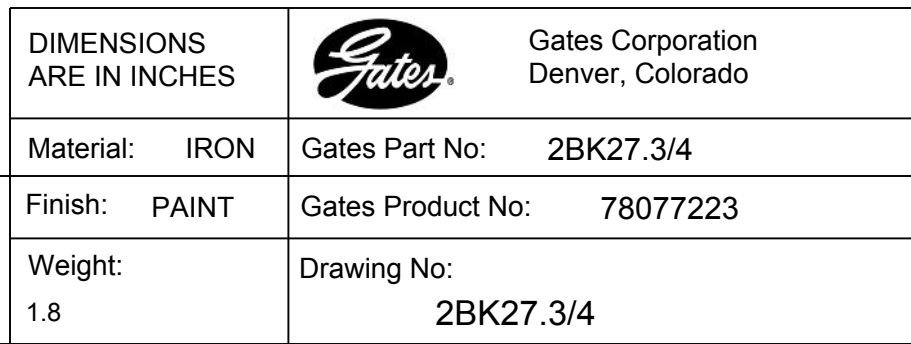 DIMENSIONS
ARE IN INCHES
Gates®
Gates Corporation
Denver, Colorado
Material: IRON
Gates Part No: 2BK27.3/4
Finish: PAINT
Gates Product No: 78077223
Weight:
1.8
Drawing No:
2BK27.3/4